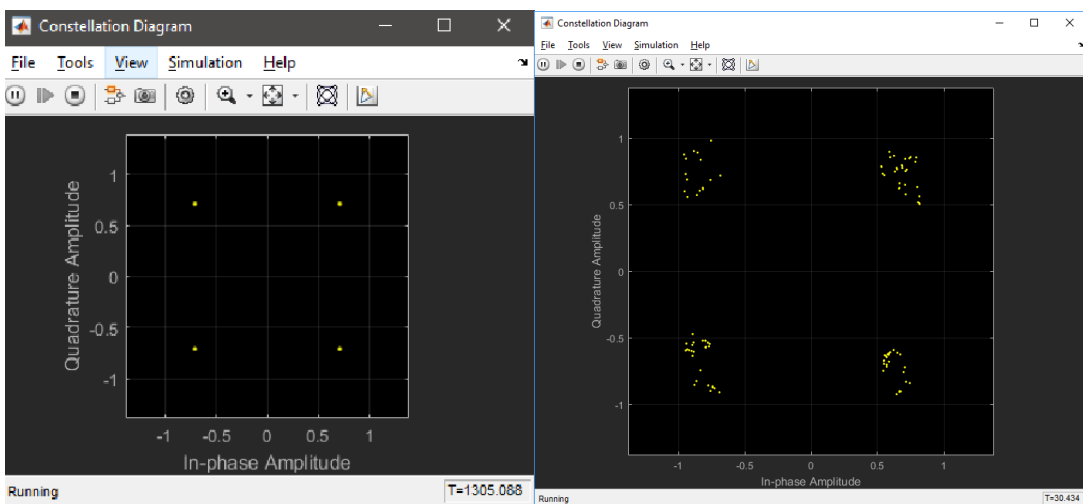 Constellation Diagram
File Tools View Simulation Help
1
0.5
0
-0.5
-1
Quadrature Amplitude
-1 -0.5 0 0.5 1
In-phase Amplitude
Running T=1305.088
Constellation Diagram
File Tools View Simulation Help
1
0.5
0
-0.5
-1
Quadrature Amplitude
-1 -0.5 0 0.5 1
In-phase Amplitude
Running T=30.434